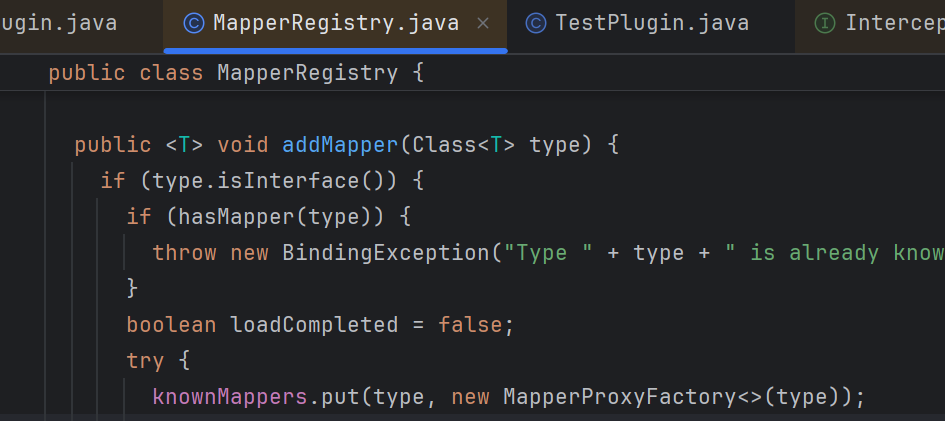 ugin.java MapperRegistry.java × TestPlugin.java Intercep
public class MapperRegistry {
public <T> void addMapper(Class<T> type) {
if (type.isInterface()) {
if (hasMapper(type)) {
throw new BindingException("Type " + type + " is already know
}
boolean loadCompleted = false;
try {
knownMappers.put(type, new MapperProxyFactory<>(type));